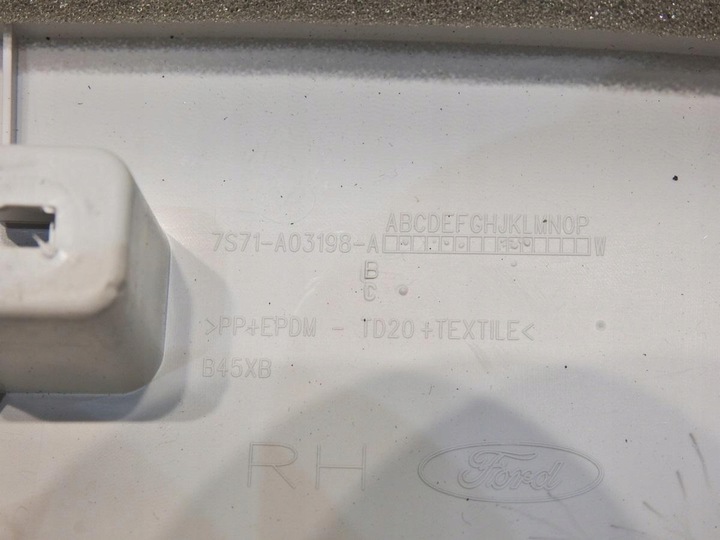 ABCDEFGHJKLMNOP
7S71-A03198-A W
B
C
>PP+EPDM - TD20+TEXTILE<
B45XB
RH Ford